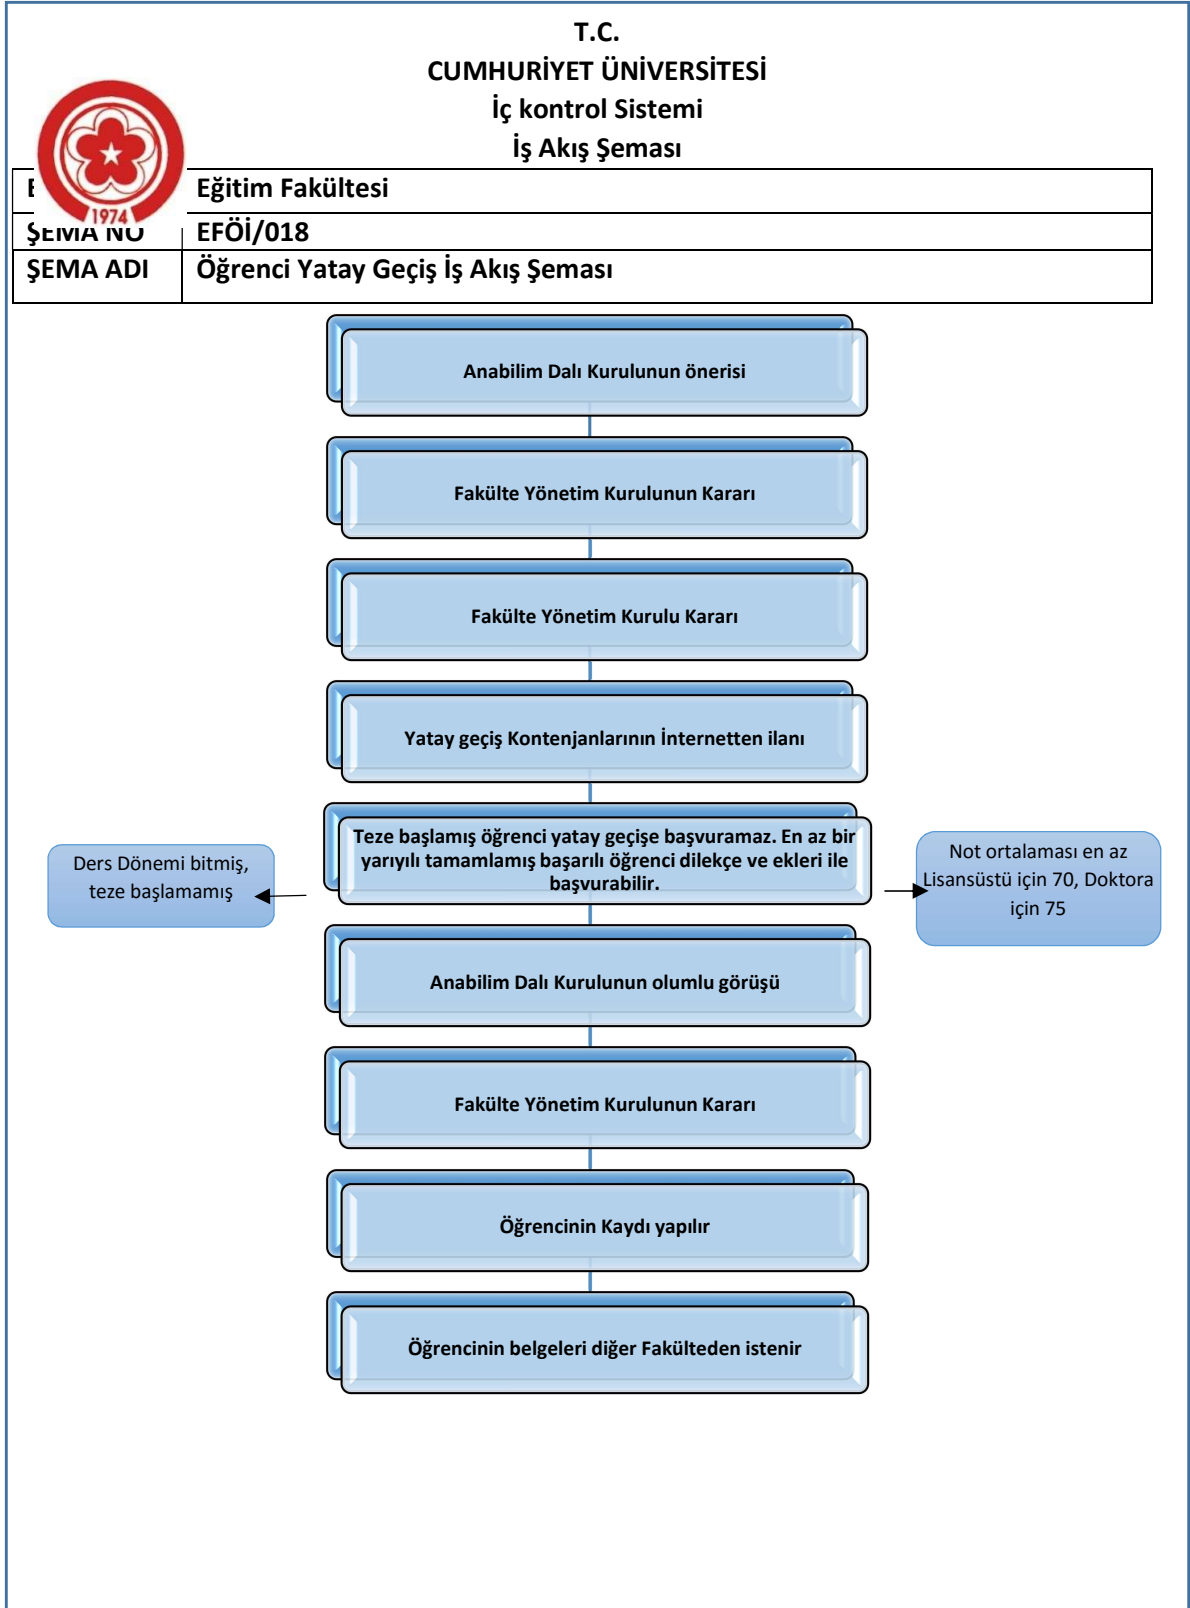 T.C.
CUMHURİYET ÜNİVERSİTESİ
İç kontrol Sistemi
İş Akış Şeması
1974
Eğitim Fakültesi
ŞEMA NO EFÖİ/018
ŞEMA ADI Öğrenci Yatay Geçiş İş Akış Şeması
Anabilim Dalı Kurulunun önerisi
Fakülte Yönetim Kurulunun Kararı
Fakülte Yönetim Kurulu Kararı
Yatay geçiş Kontenjanlarının İnternetten ilanı
Teze başlamış öğrenci yatay geçişe başvuramaz. En az bir
yarıyılı tamamlamış başarılı öğrenci dilekçe ve ekleri ile
başvurabilir.
Ders Dönemi bitmiş,
teze başlamamış
Not ortalaması en az
Lisansüstü için 70, Doktora
için 75
Anabilim Dalı Kurulunun olumlu görüşü
Fakülte Yönetim Kurulunun Kararı
Öğrencinin Kaydı yapılır
Öğrencinin belgeleri diğer Fakülteden istenir